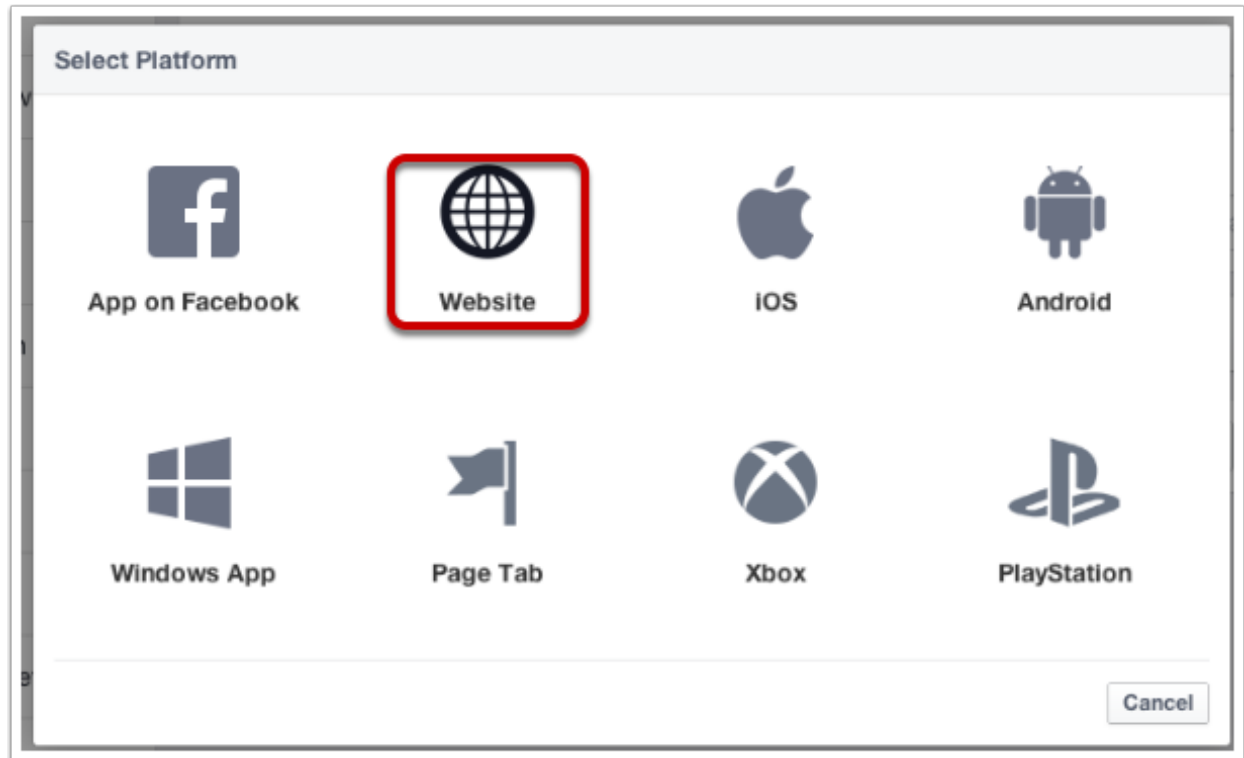 Select Platform
App on Facebook
Website
iOS
Android
Windows App
Page Tab
Xbox
PlayStation
Cancel